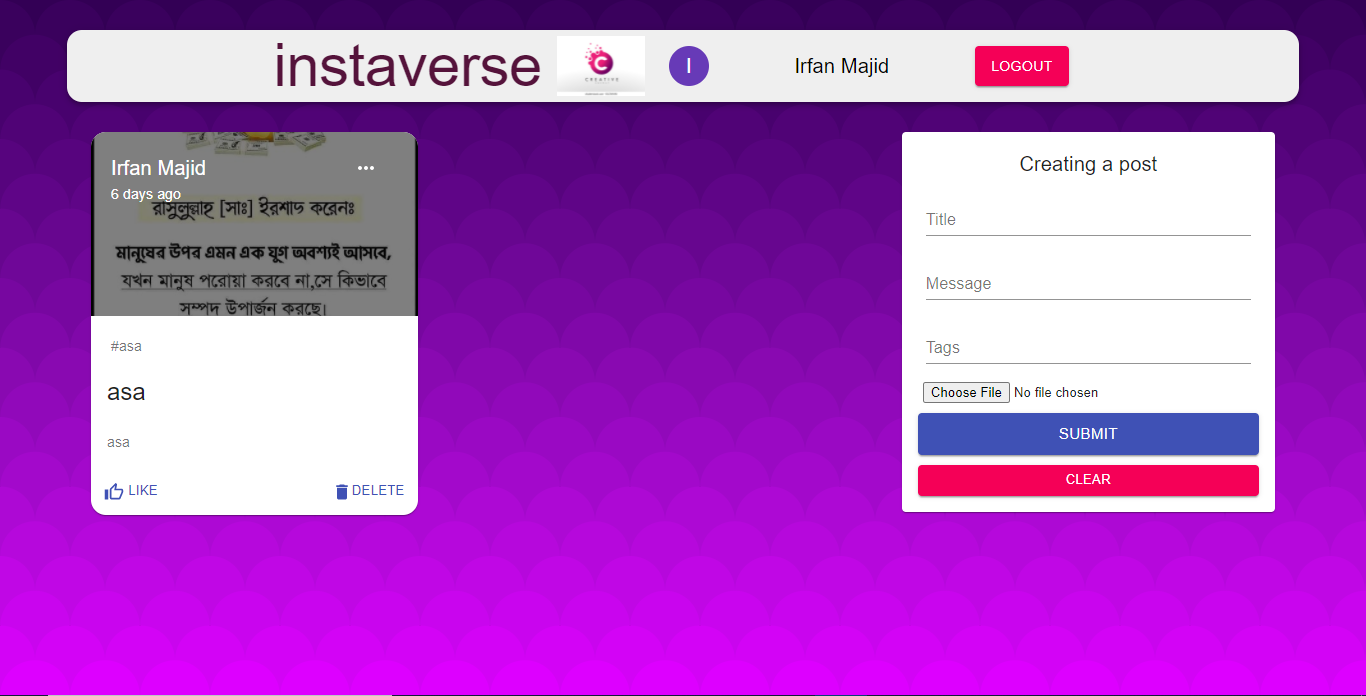 instaverse
CREATIVE
I
Irfan Majid
LOGOUT
Irfan Majid
6 days ago
রাসুলুল্লাহ [সাঃ] ইরশাদ করেনঃ
মানুষের উপর এমন এক যুগ অবশ্যই আসবে,
যখন মানুষ পরোয়া করবে না,সে কিভাবে
সম্পদ উপার্জন করছে।
#asa
asa
asa
LIKE
DELETE
Creating a post
Title
Message
Tags
Choose File No file chosen
SUBMIT
CLEAR